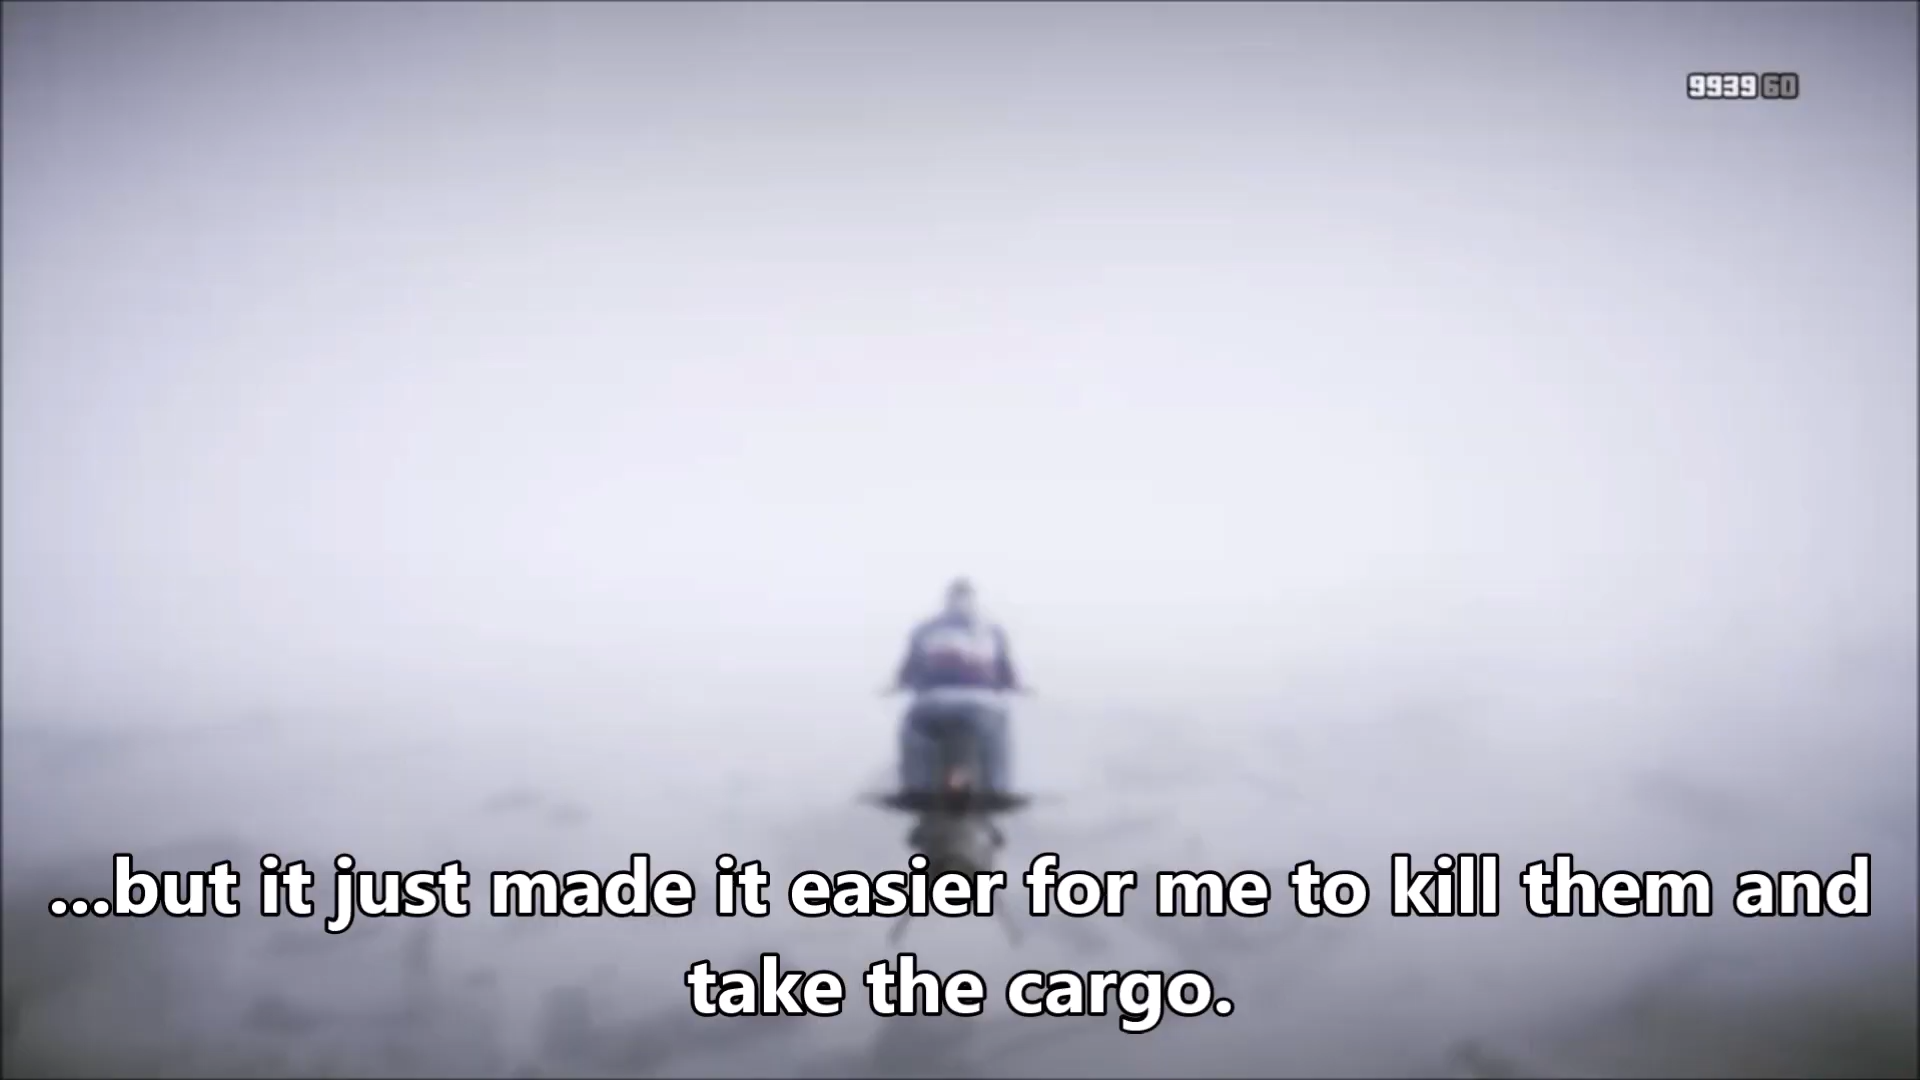 9939 60
...but it just made it easier for me to kill them and
take the cargo.